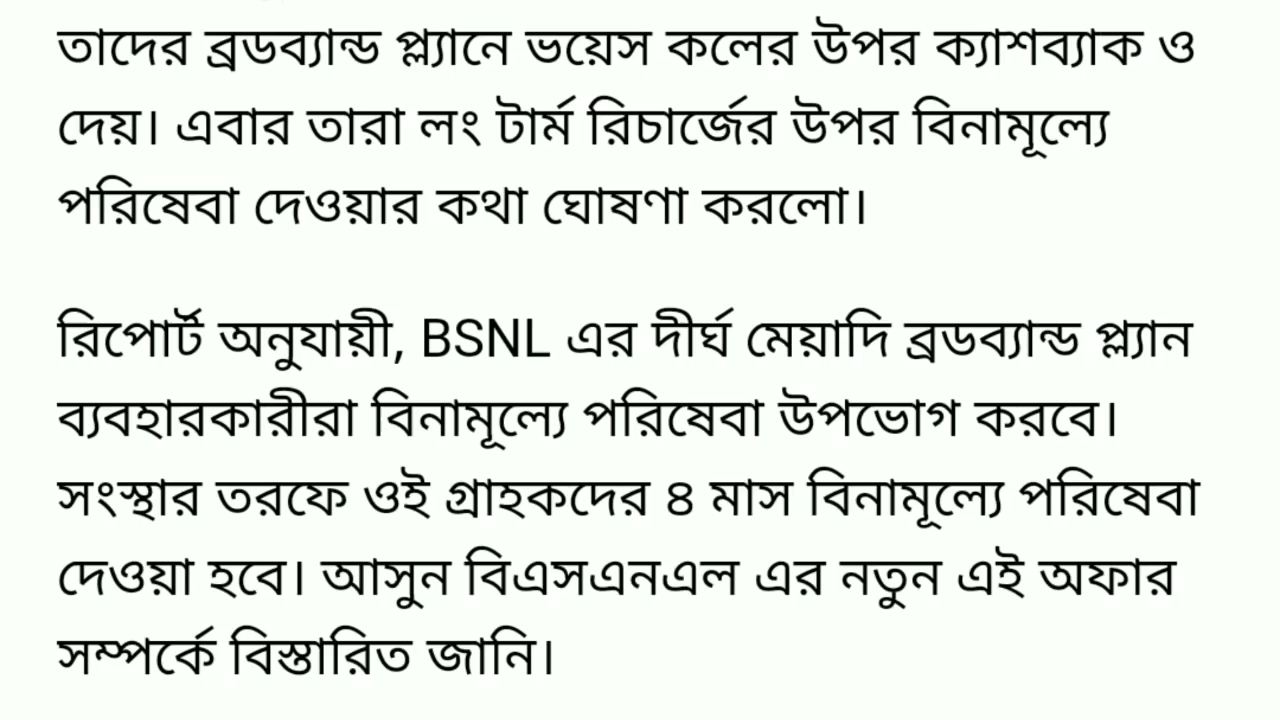 তাদের ব্রডব্যান্ড প্ল্যানে ভয়েস কলের উপর ক্যাশব্যাক ও
দেয়। এবার তারা লং টার্ম রিচার্জের উপর বিনামূল্যে
পরিষেবা দেওয়ার কথা ঘোষণা করলো।
রিপোর্ট অনুযায়ী, BSNL এর দীর্ঘ মেয়াদি ব্রডব্যান্ড প্ল্যান
ব্যবহারকারীরা বিনামূল্যে পরিষেবা উপভোগ করবে।
সংস্থার তরফে ওই গ্রাহকদের ৪ মাস বিনামূল্যে পরিষেবা
দেওয়া হবে। আসুন বিএসএনএল এর নতুন এই অফার
সম্পর্কে বিস্তারিত জানি।